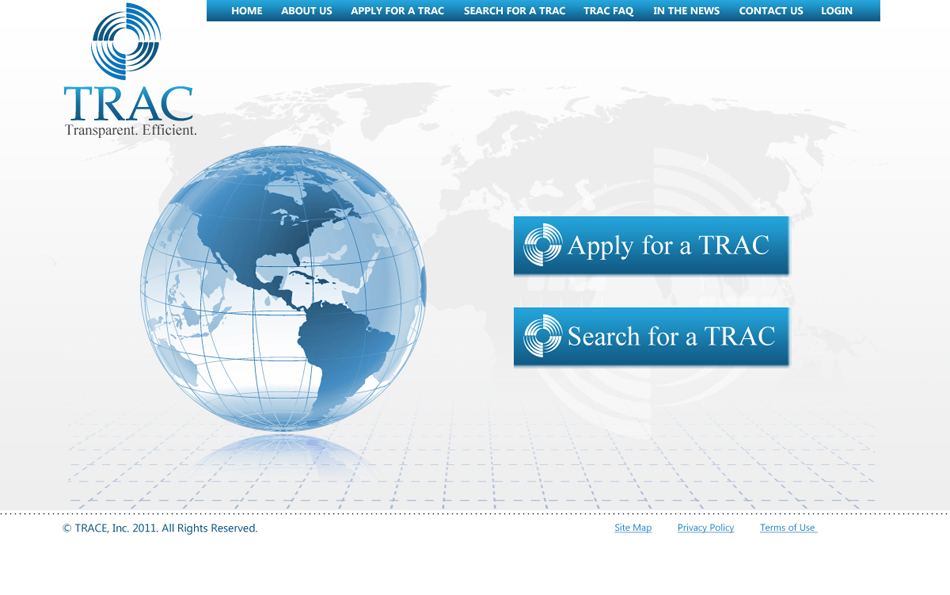 HOME ABOUT US APPLY FOR A TRAC SEARCH FOR A TRAC TRAC FAQ IN THE NEWS CONTACT US LOGIN
TRAC
Transparent. Efficient.
Apply for a TRAC
Search for a TRAC
© TRACE, Inc. 2011. All Rights Reserved. Site Map Privacy Policy Terms of Use